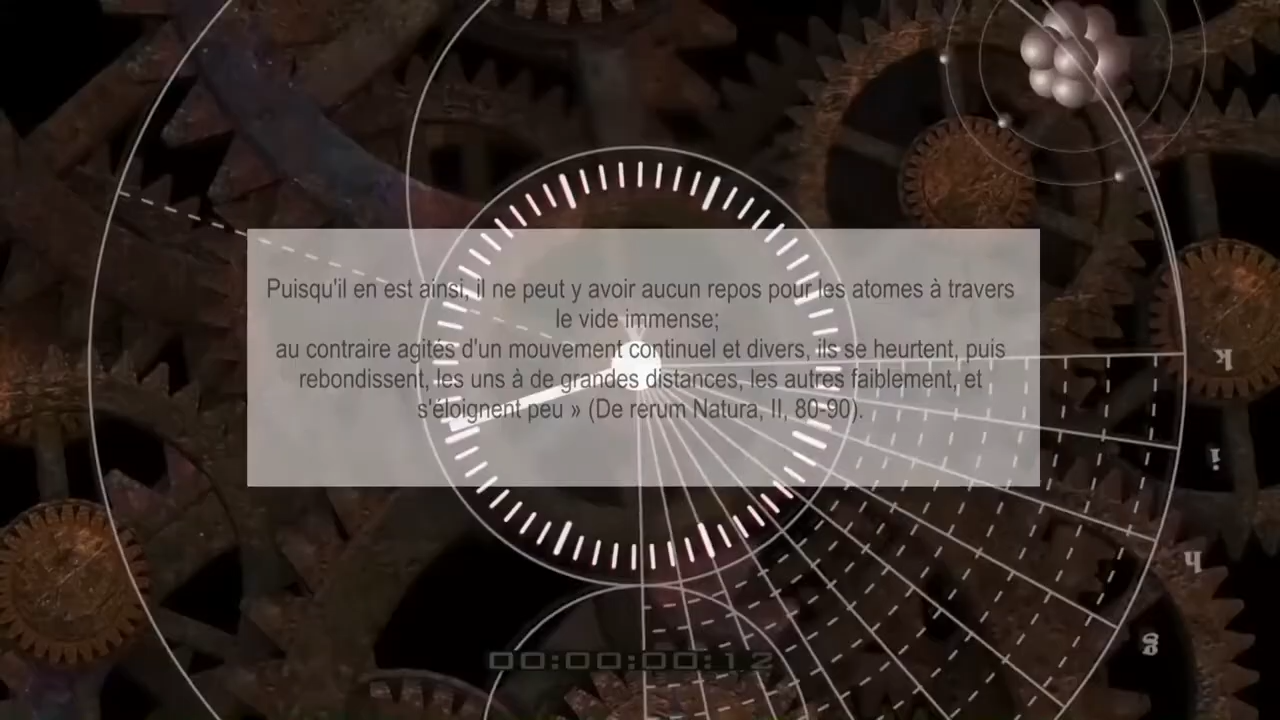 Puisqu'il en est ainsi, il ne peut y avoir aucun repos pour les atomes à travers
le vide immense;
au contraire agités d'un mouvement continuel et divers, ils se heurtent, puis
rebondissent, les uns à de grandes distances, les autres faiblement, et
s'éloignent peu » (De rerum Natura, II, 80-90).
k
i
h
g
00:00:00:12